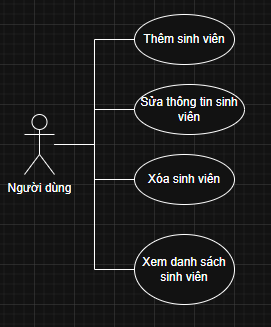 Thêm sinh viên
Sửa thông tin sinh
viên
Người dùng
Xóa sinh viên
Xem danh sách
sinh viên